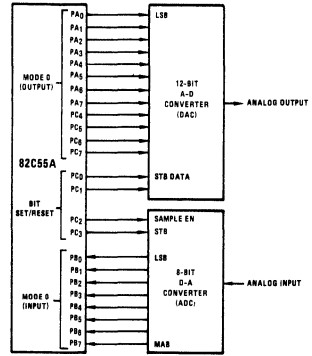 PA0
LSB
PA1
PA2
PA3
MODE 0
(OUTPUT)
PA4
PA5
PA6
PA7
PC4
PC5
PC6
PC7
12-BIT
A-D
CONVERTER
(DAC)
ANALOG OUTPUT
82C55A
BIT
SET/RESET
PC0
PC1
STB DATA
PC2
PC3
SAMPLE EN
STB
MODE 0
(INPUT)
PB0
PB1
PB2
PB3
PB4
PB5
PB6
PB7
LSB
8-BIT
D-A
CONVERTER
(ADC)
ANALOG INPUT
MAB